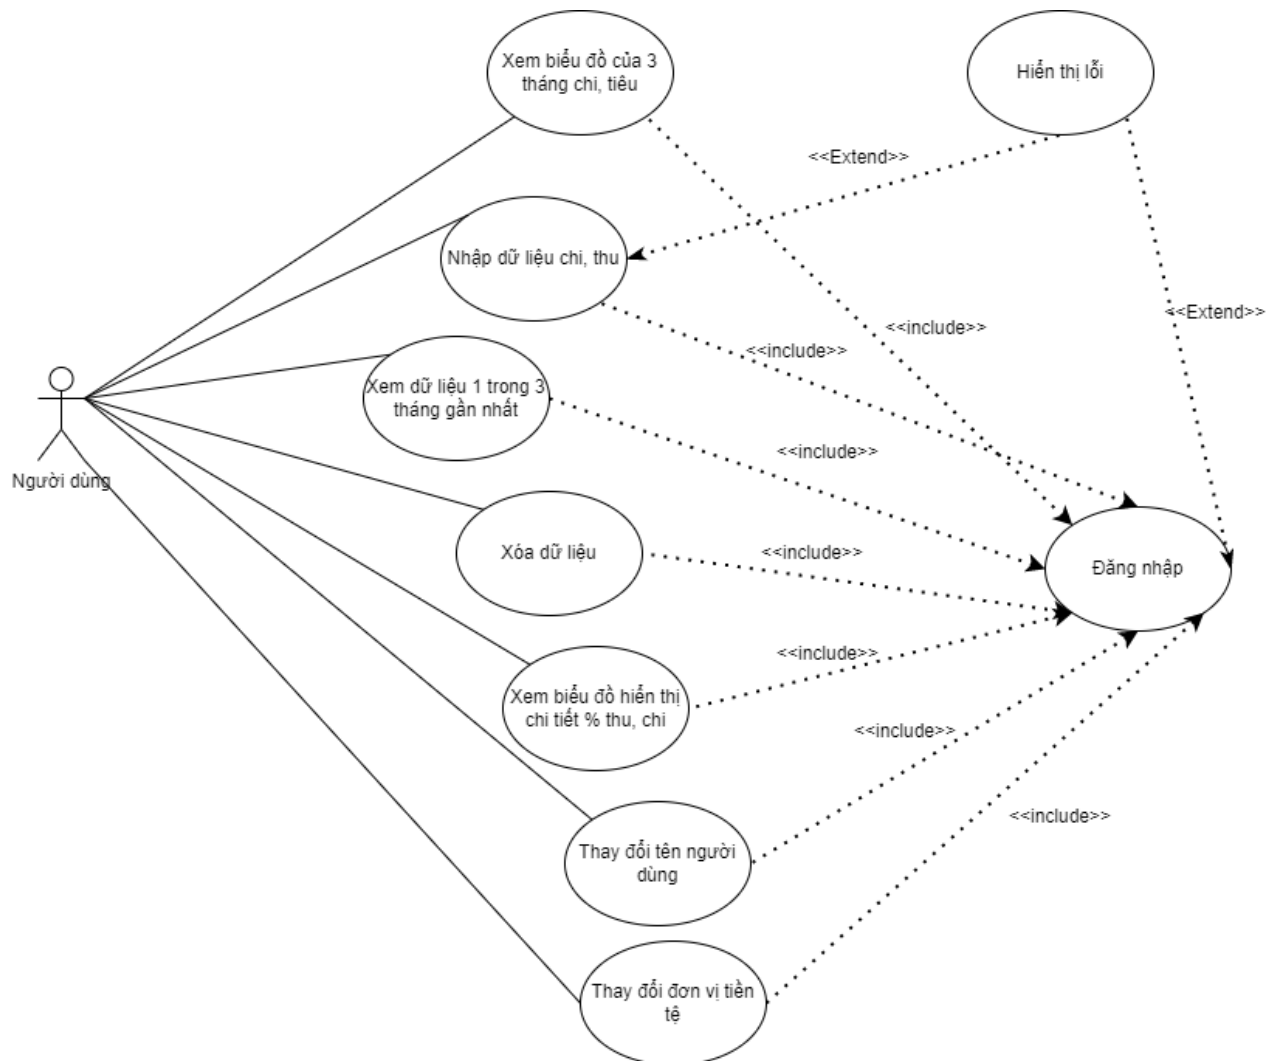 Xem biểu đồ của 3
tháng chi, tiêu
Hiển thị lỗi
<<Extend>>
Nhập dữ liệu chi, thu
<<Extend>>
<<include>>
<<include>>
Xem dữ liệu 1 trong 3
tháng gần nhất
<<include>>
Người dùng
Xóa dữ liệu
<<include>>
Đăng nhập
<<include>>
Xem biểu đồ hiển thị
chi tiết % thu, chi
<<include>>
<<include>>
Thay đổi tên người
dùng
Thay đổi đơn vị tiền
tệ